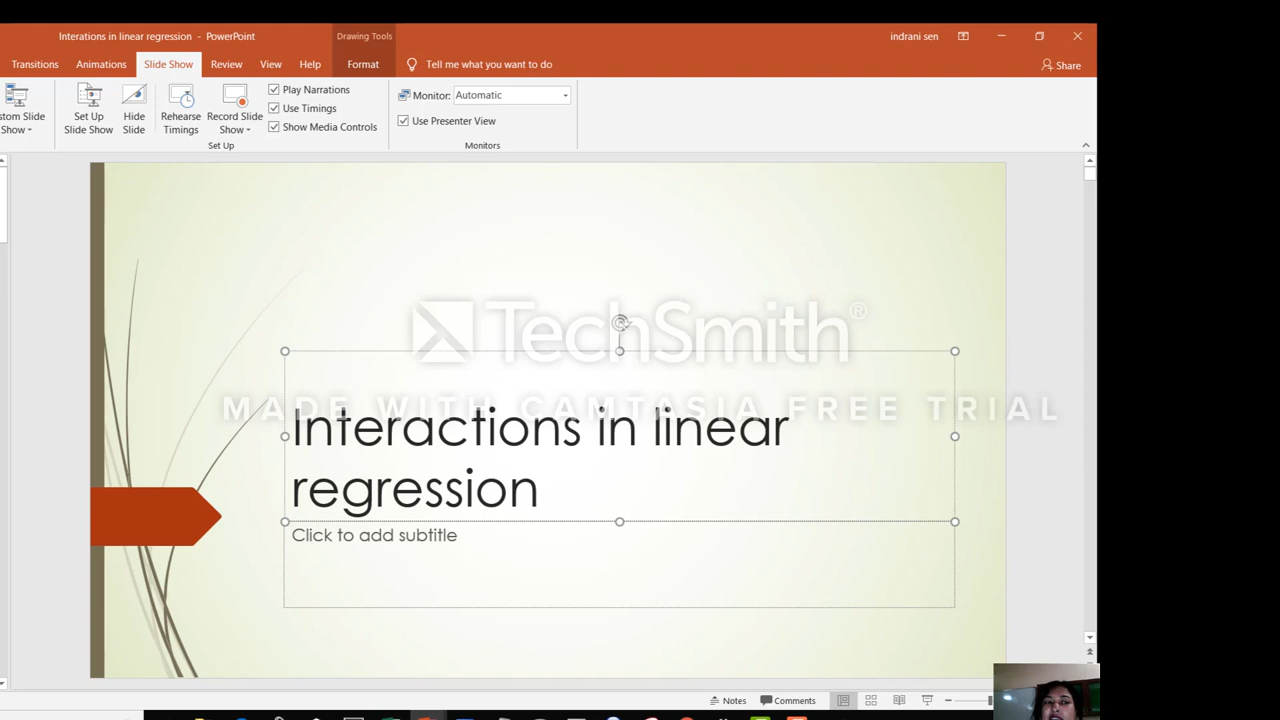 Interations in linear regression - PowerPoint
Drawing Tools
indrani sen
Transitions
Animations
Slide Show
Review
View
Help
Format
Tell me what you want to do
Share
Play Narrations
Use Timings
Show Media Controls
Monitor: Automatic
Use Presenter View
Custom Slide Show
Set Up Slide Show
Hide Slide
Rehearse Timings
Record Slide Show
Set Up
Monitors
TechSmith®
MADE WITH CAMTASIA FREE TRIAL
Interactions in linear
regression
Click to add subtitle
Notes
Comments